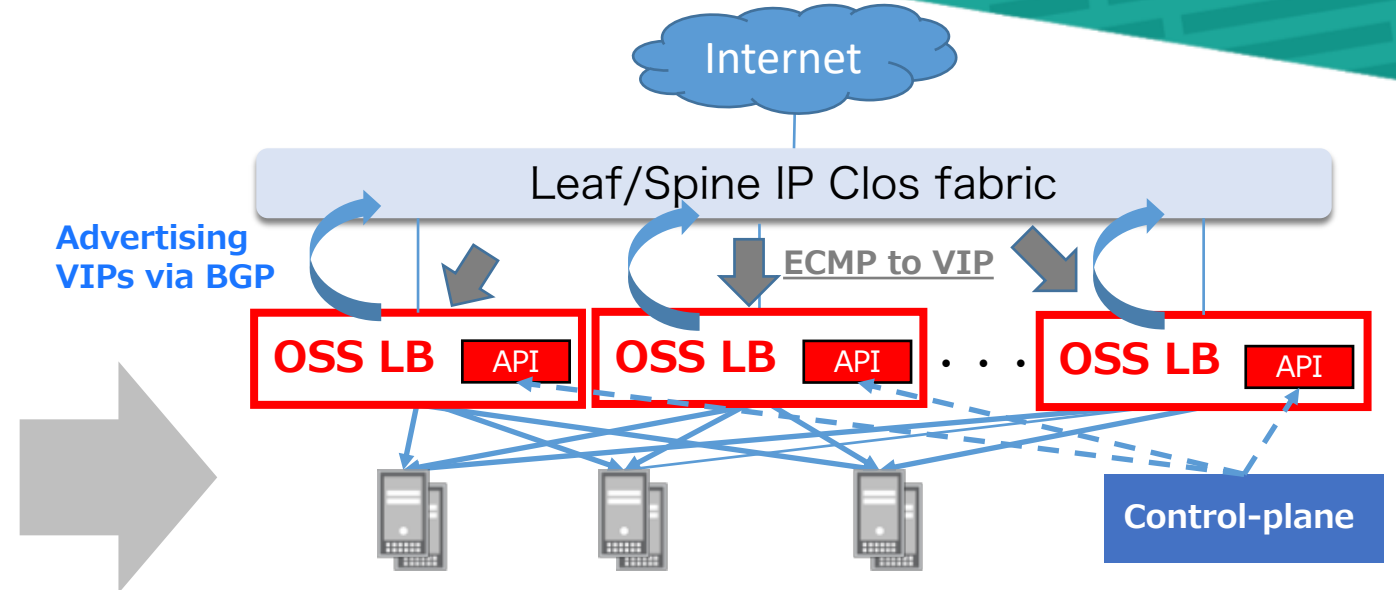 Internet
Leaf/Spine IP Clos fabric
Advertising
VIPs via BGP
ECMP to VIP
OSS LB
API
OSS LB
API
・・・
OSS LB
API
Control-plane